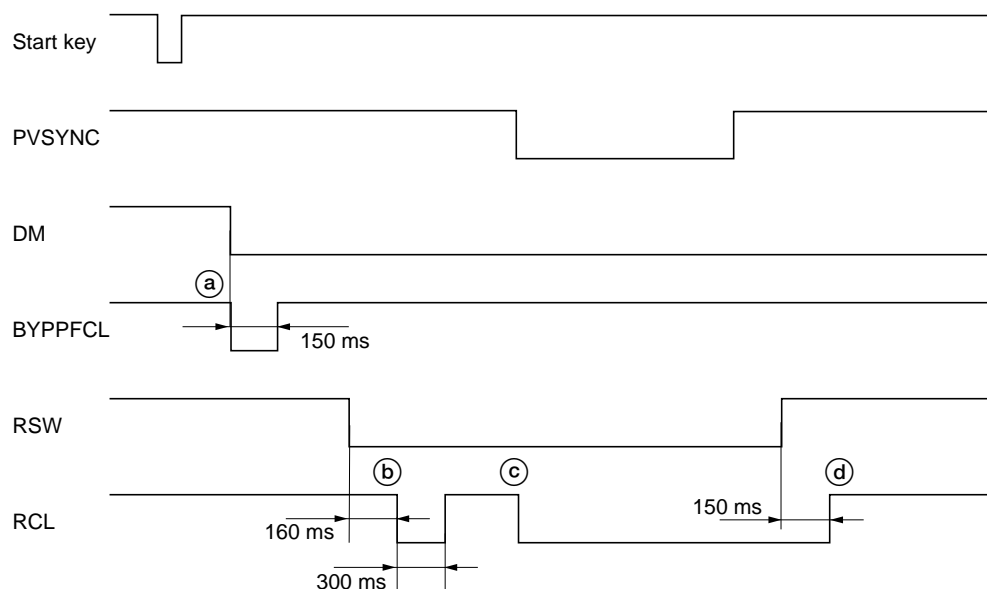 Start key
PVSYNC
DM
a
BYPPFCL
150 ms
RSW
b
c
d
RCL
160 ms
150 ms
300 ms